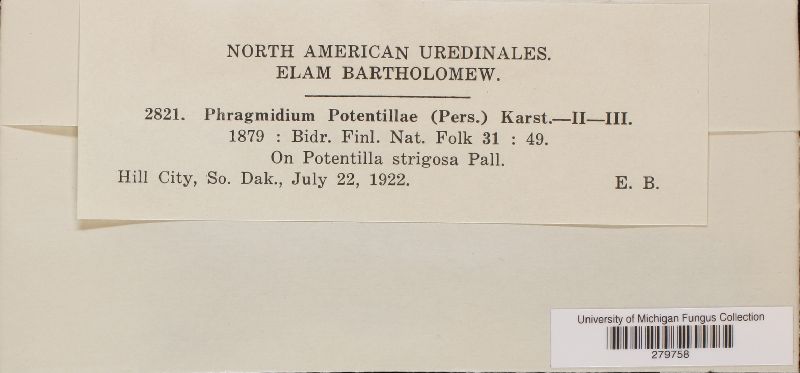 NORTH AMERICAN UREDINALES.
ELAM BARTHOLOMEW.
2821. Phragmidium Potentillae (Pers.) Karst.—II—III.
1879 : Bidr. Finl. Nat. Folk 31 : 49.
On Potentilla strigosa Pall.
Hill City, So. Dak., July 22, 1922. E. B.
University of Michigan Fungus Collection
279758